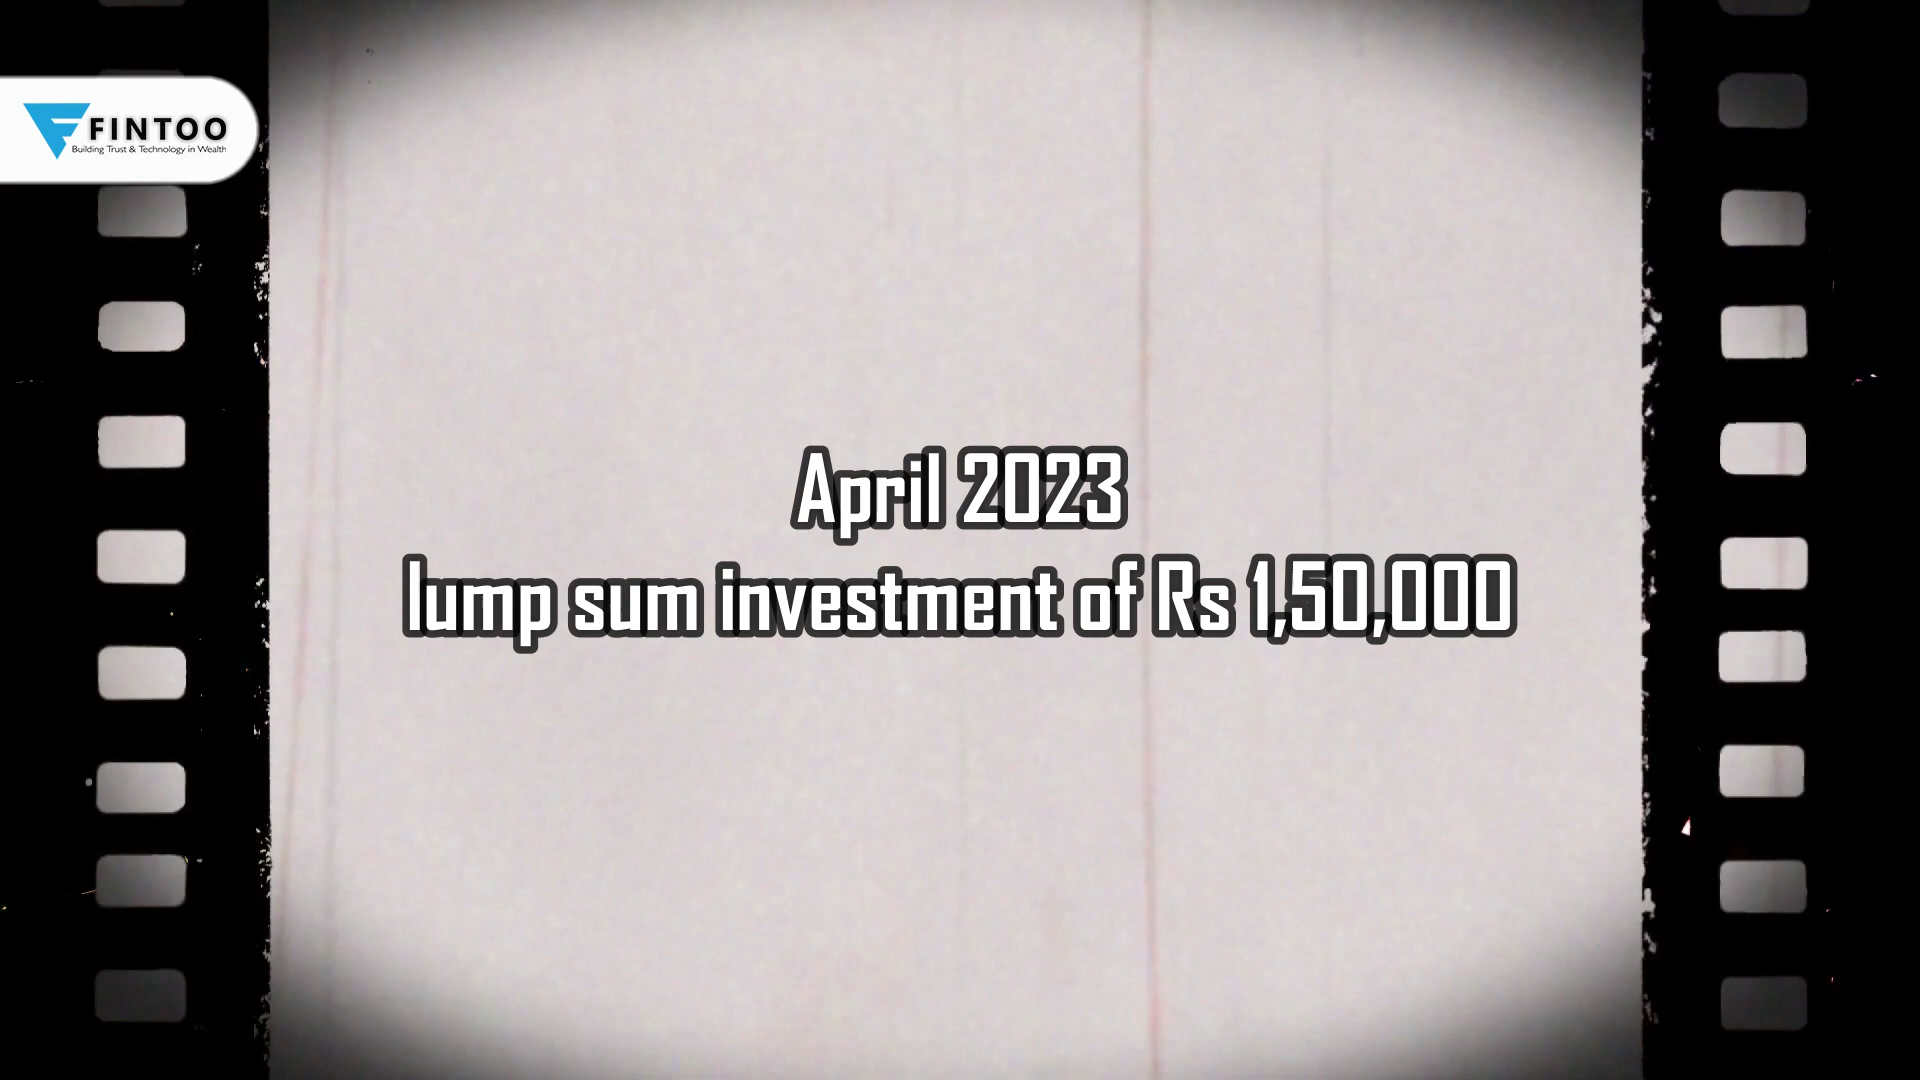 FINTOO
Building Trust & Technology in Wealth
April 2023
lump sum investment of Rs 1,50,000